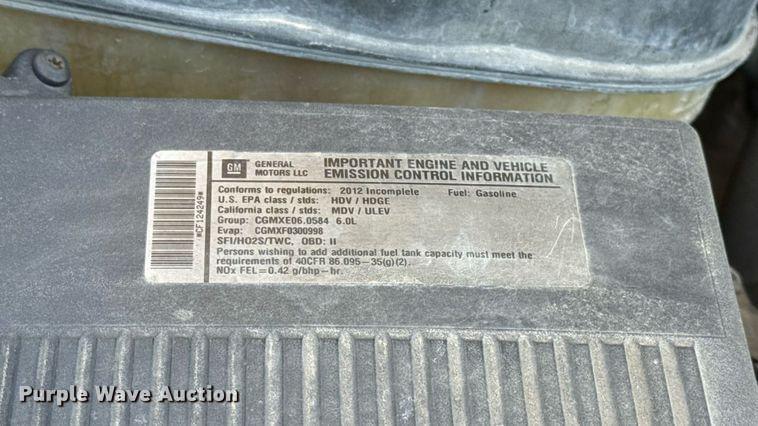 GM GENERAL MOTORS LLC
IMPORTANT ENGINE AND VEHICLE
EMISSION CONTROL INFORMATION
Conforms to regulations: 2012 Incomplete Fuel: Gasoline
U.S. EPA class / stds: HDV / HDGE
California class / stds: MDV / ULEV
Group: CGMXE06.0584 6.0L
Evap: CGMXF0300998
SFI/HO2S/TWC, OBD: II
Persons wishing to add additional fuel tank capacity must meet the
requirements of 40CFR 86.095-35(g)(2).
NOx FEL=0.42 g/bhp-hr.
*CF124249*
Purple Wave Auction